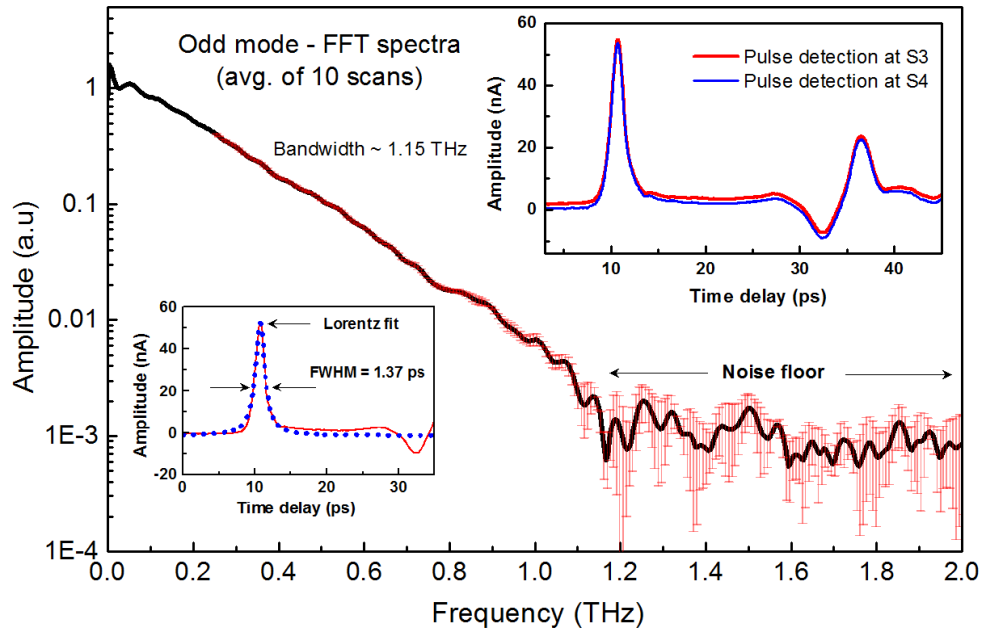 Odd mode - FFT spectra
(avg. of 10 scans)
Bandwidth ~ 1.15 THz
Noise floor
Amplitude (a.u)
1
0.1
0.01
1E-3
1E-4
0.0 0.2 0.4 0.6 0.8 1.0 1.2 1.4 1.6 1.8 2.0
Frequency (THz)
Pulse detection at S3
Pulse detection at S4
Amplitude (nA)
60
40
20
0
10 20 30 40
Time delay (ps)
Lorentz fit
FWHM = 1.37 ps
Amplitude (nA)
60
40
20
0
-20
0 10 20 30
Time delay (ps)